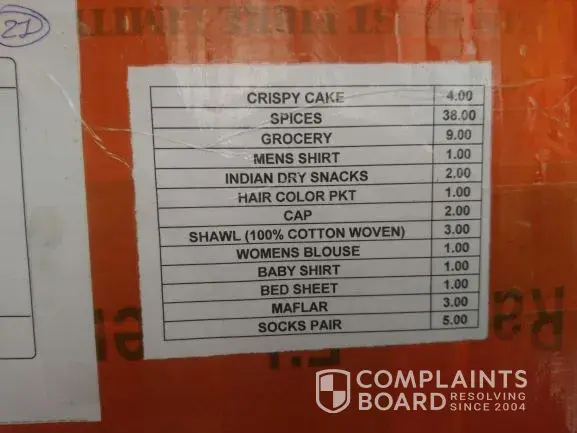 21
CRISPY CAKE 4.00
SPICES 38.00
GROCERY 9.00
MENS SHIRT 1.00
INDIAN DRY SNACKS 2.00
HAIR COLOR PKT 1.00
CAP 2.00
SHAWL (100% COTTON WOVEN) 3.00
WOMENS BLOUSE 1.00
BABY SHIRT 1.00
BED SHEET 1.00
MAFLAR 3.00
SOCKS PAIR 5.00
COMPLAINTS
BOARD RESOLVING
SINCE 2004